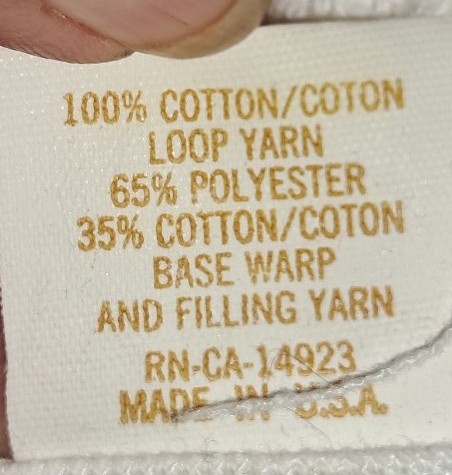 100% COTTON/COTON
LOOP YARN
65% POLYESTER
35% COTTON/COTON
BASE WARP
AND FILLING YARN
RN-CA-14923
MADE IN U.S.A.